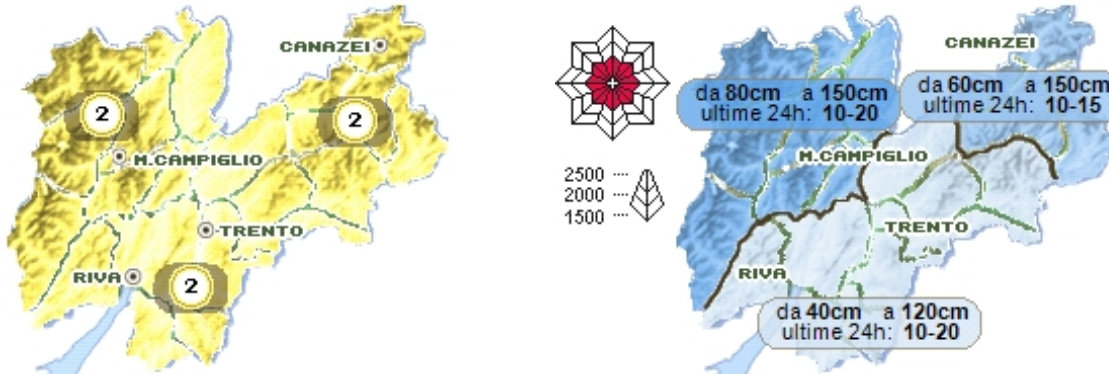 CANAZEI
2
2
M.CAMPIGLIO
TRENTO
RIVA
2
2500
2000
1500
CANAZEI
da 80cm a 150cm
ultime 24h: 10-20
da 60cm a 150cm
ultime 24h: 10-15
M.CAMPIGLIO
TRENTO
RIVA
da 40cm a 120cm
ultime 24h: 10-20